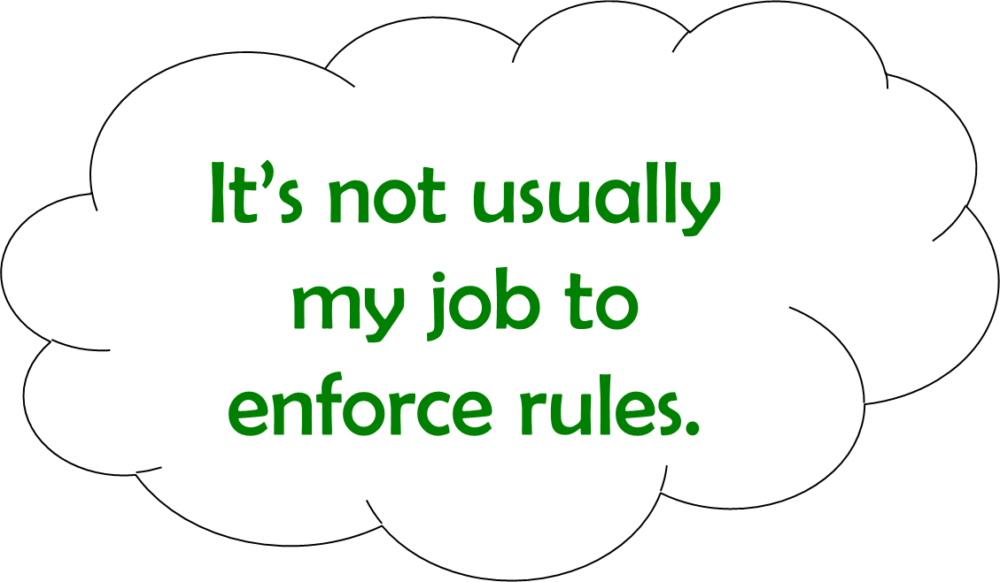 It’s not usually
my job to
enforce rules.